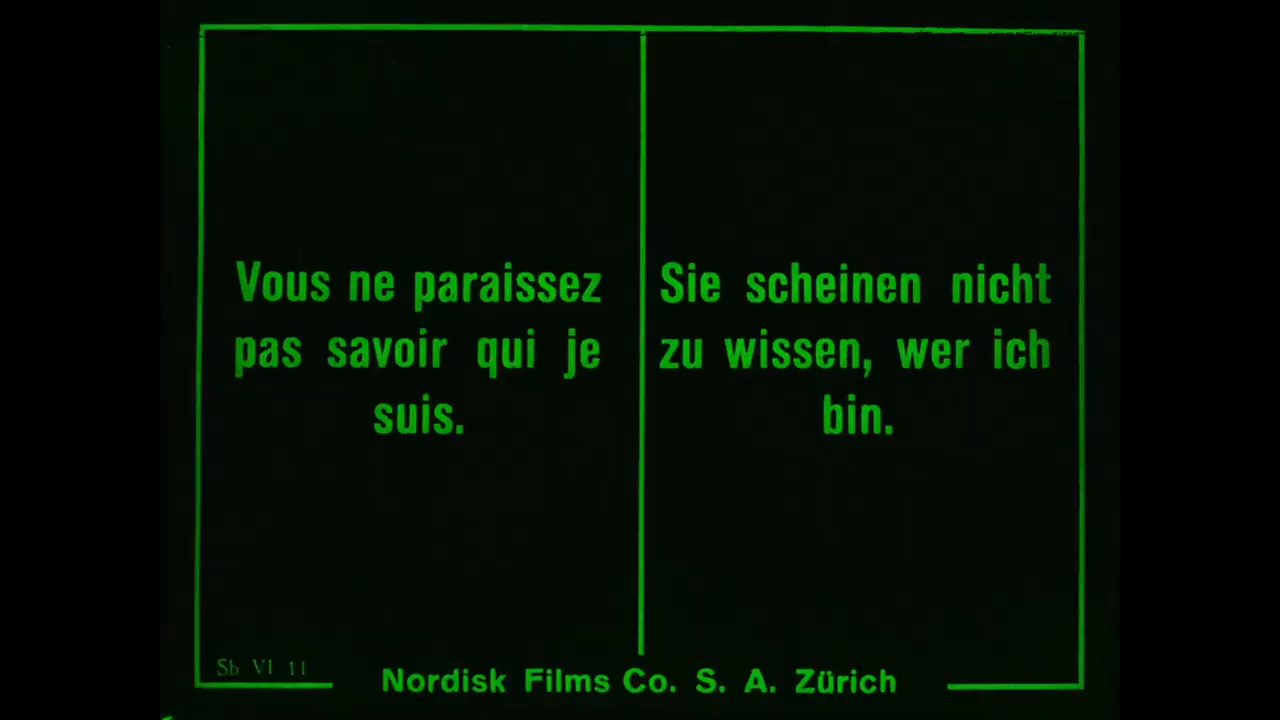 Vous ne paraissez
pas savoir qui je
suis.
Sie scheinen nicht
zu wissen, wer ich
bin.
Sb VI 11
Nordisk Films Co. S. A. Zürich